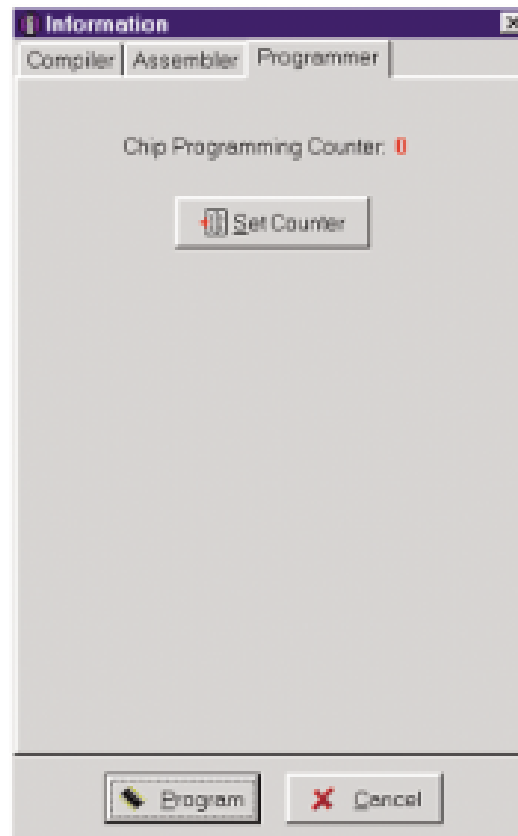 Information
Compiler Assembler Programmer
Chip Programming Counter: 0
Set Counter
Program Cancel